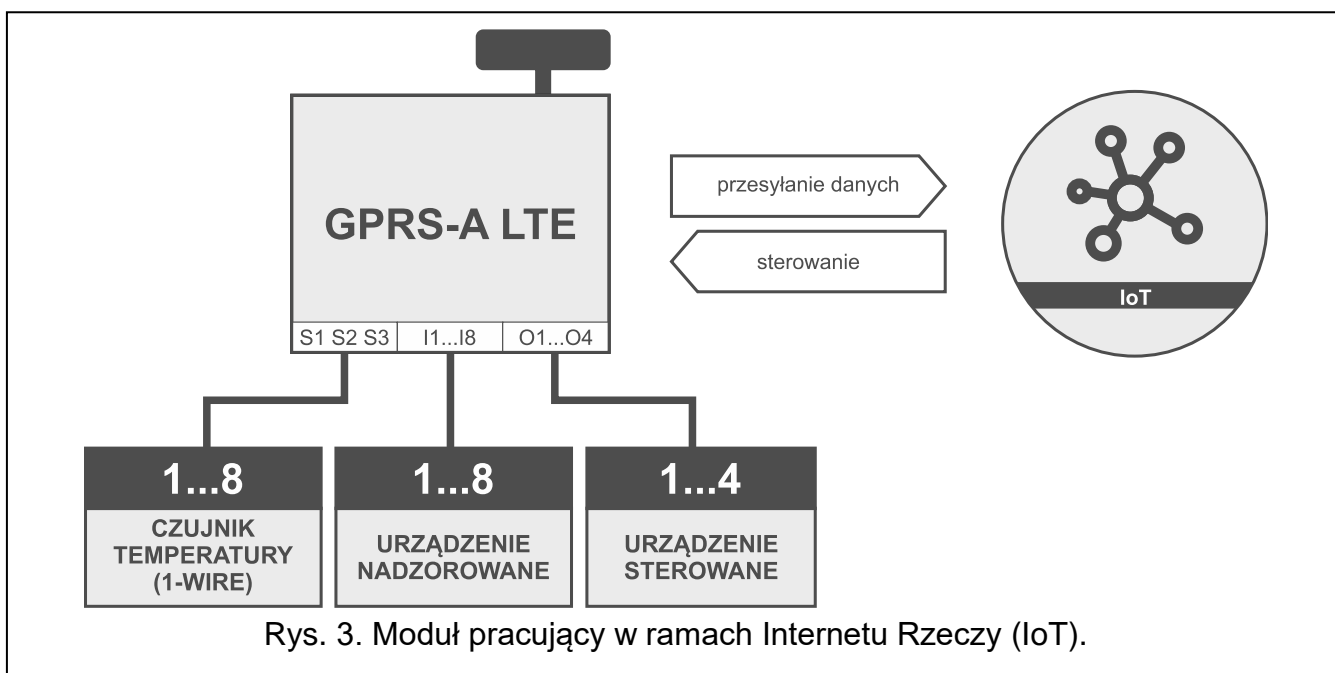 GPRS-A LTE
S1 S2 S3
I1...I8
O1...O4
przesyłanie danych
sterowanie
IoT
1...8
CZUJNIK
TEMPERATURY
(1-WIRE)
1...8
URZĄDZENIE
NADZOROWANE
1...4
URZĄDZENIE
STEROWANE
Rys. 3. Moduł pracujący w ramach Internetu Rzeczy (IoT).